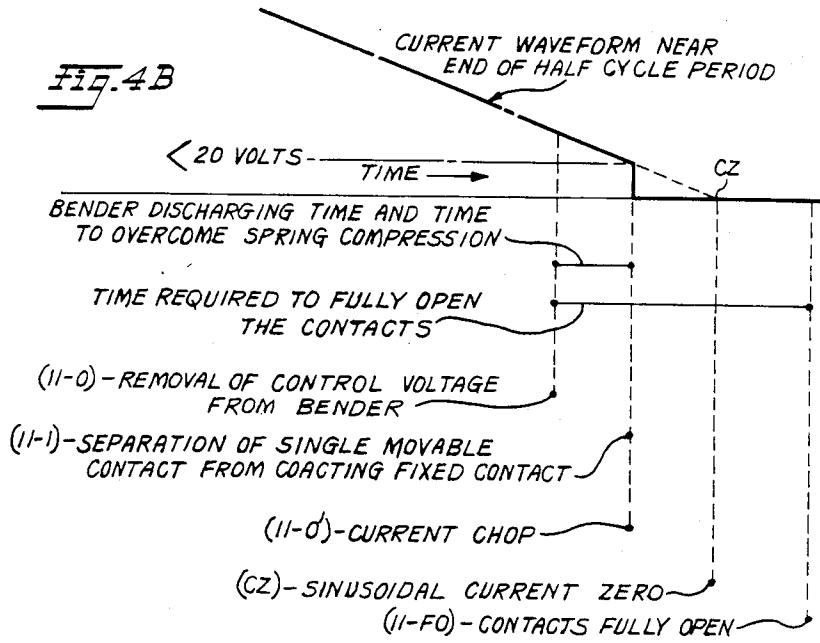 Fig. 4B
CURRENT WAVEFORM NEAR
END OF HALF CYCLE PERIOD
<20 VOLTS
TIME
CZ
BENDER DISCHARGING TIME AND TIME
TO OVERCOME SPRING COMPRESSION
TIME REQUIRED TO FULLY OPEN
THE CONTACTS
(11-0)-REMOVAL OF CONTROL VOLTAGE
FROM BENDER
(11-1)-SEPARATION OF SINGLE MOVABLE
CONTACT FROM COACTING FIXED CONTACT
(11-0')-CURRENT CHOP
(CZ)-SINUSOIDAL CURRENT ZERO
(11-FO)-CONTACTS FULLY OPEN